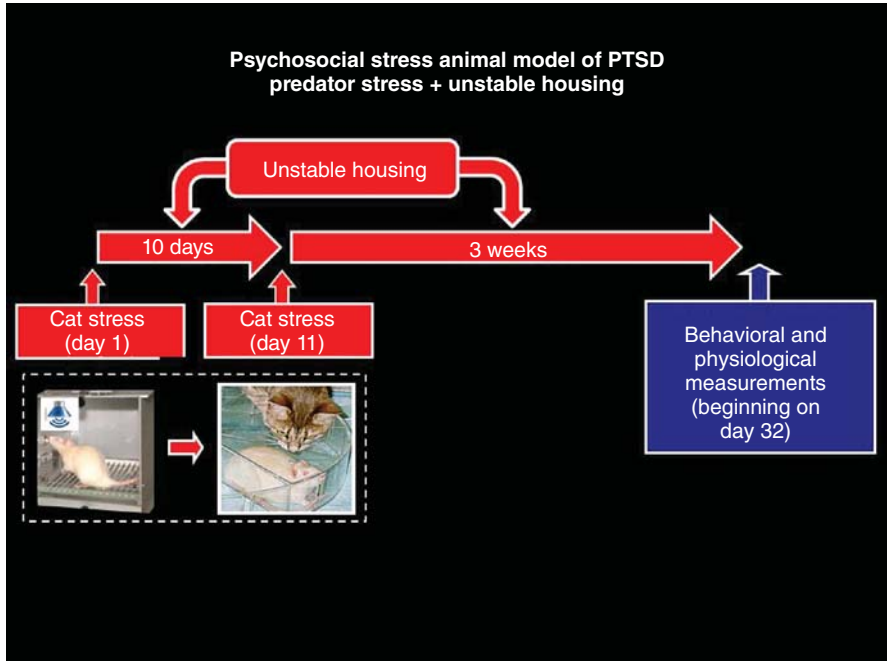 Psychosocial stress animal model of PTSD
predator stress + unstable housing
Unstable housing
10 days
3 weeks
Cat stress
(day 1)
Cat stress
(day 11)
Behavioral and
physiological
measurements
(beginning on
day 32)